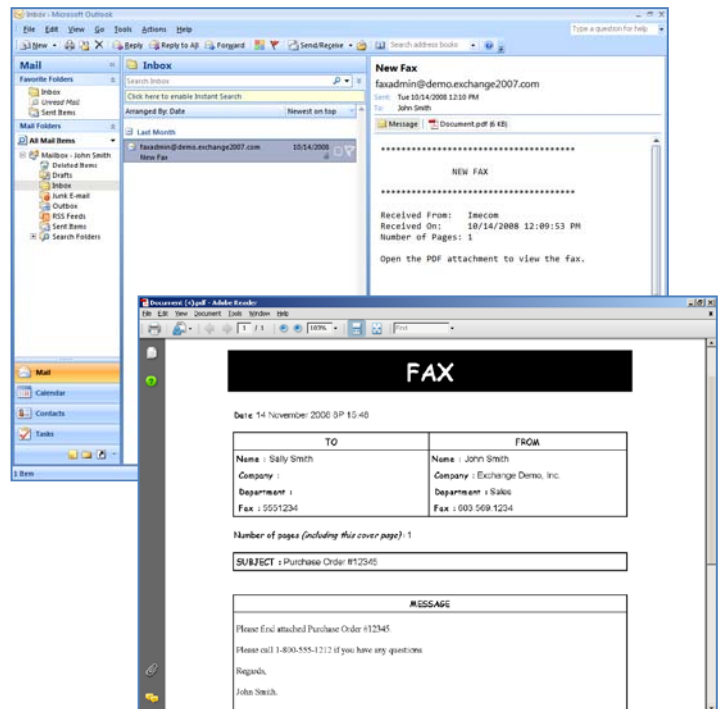 Inbox - Microsoft Outlook
File Edit View Go Tools Actions Help
Type a question for help
New Reply Reply to All Forward Send/Receive Search address books
Mail
Favorite Folders
Inbox
Unread Mail
Sent Items
Mail Folders
All Mail Items
Mailbox - John Smith
Deleted Items
Drafts
Inbox
Junk E-mail
Outbox
RSS Feeds
Sent Items
Search Folders
Mail
Calendar
Contacts
Tasks
1 Item
Inbox
Search Inbox
Click here to enable Instant Search
Arranged By: Date Newest on top
Last Month
faxadmin@demo.exchange2007.com 10/14/2008
New Fax
New Fax
faxadmin@demo.exchange2007.com
Sent: Tue 10/14/2008 12:10 PM
To: John Smith
Message Document.pdf (6 KB)
****************************************
NEW FAX
****************************************
Received From: Imecom
Received On: 10/14/2008 12:09:53 PM
Number of Pages: 1
Open the PDF attachment to view the fax.
Document (4).pdf - Adobe Reader
File Edit View Document Tools Window Help
1 / 1 103% Find
FAX
Date 14 November 2008 15:48
TO FROM
Name : Sally Smith Name : John Smith
Company : Company : Exchange Demo, Inc.
Department : Department : Sales
Fax : 5551234 Fax : 603.569.1234
Number of pages (including this cover page) : 1
SUBJECT : Purchase Order #12345
MESSAGE
Please find attached Purchase Order #12345.
Please call 1-800-555-1212 if you have any questions.
Regards,
John Smith.